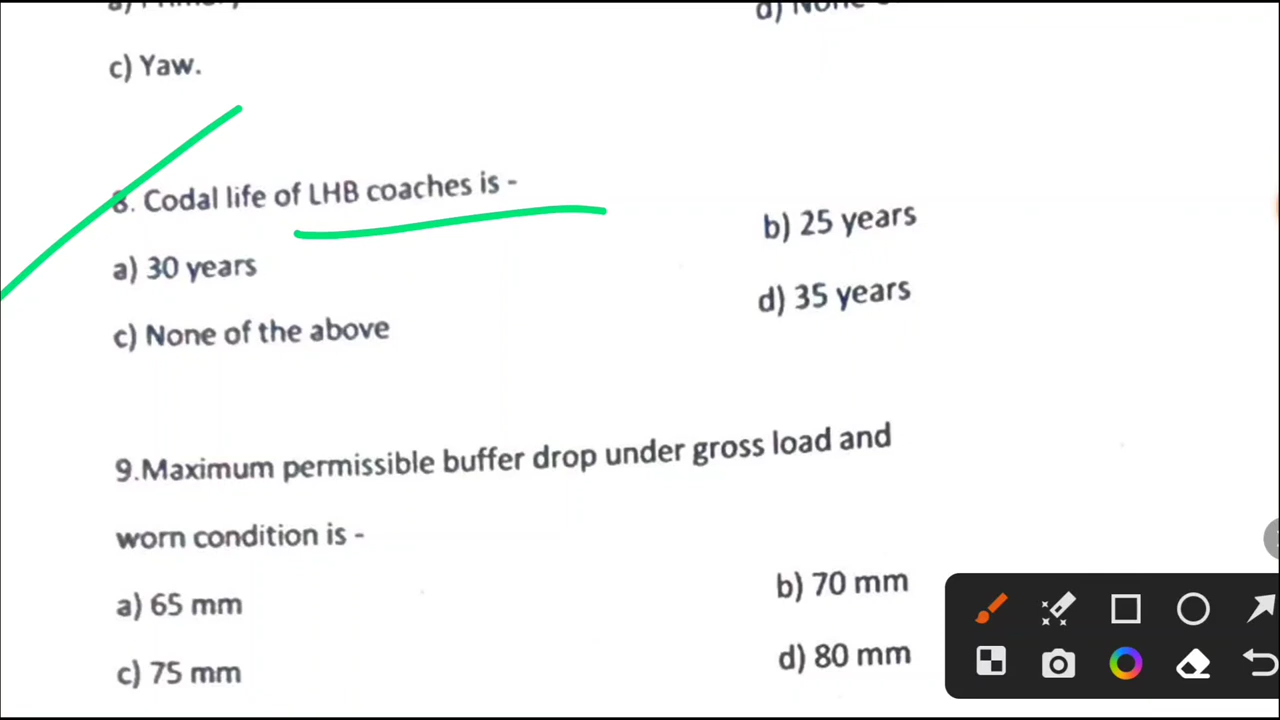 c) Yaw.
8. Codal life of LHB coaches is -
a) 30 years
b) 25 years
c) None of the above
d) 35 years
9.Maximum permissible buffer drop under gross load and
worn condition is -
a) 65 mm
b) 70 mm
c) 75 mm
d) 80 mm